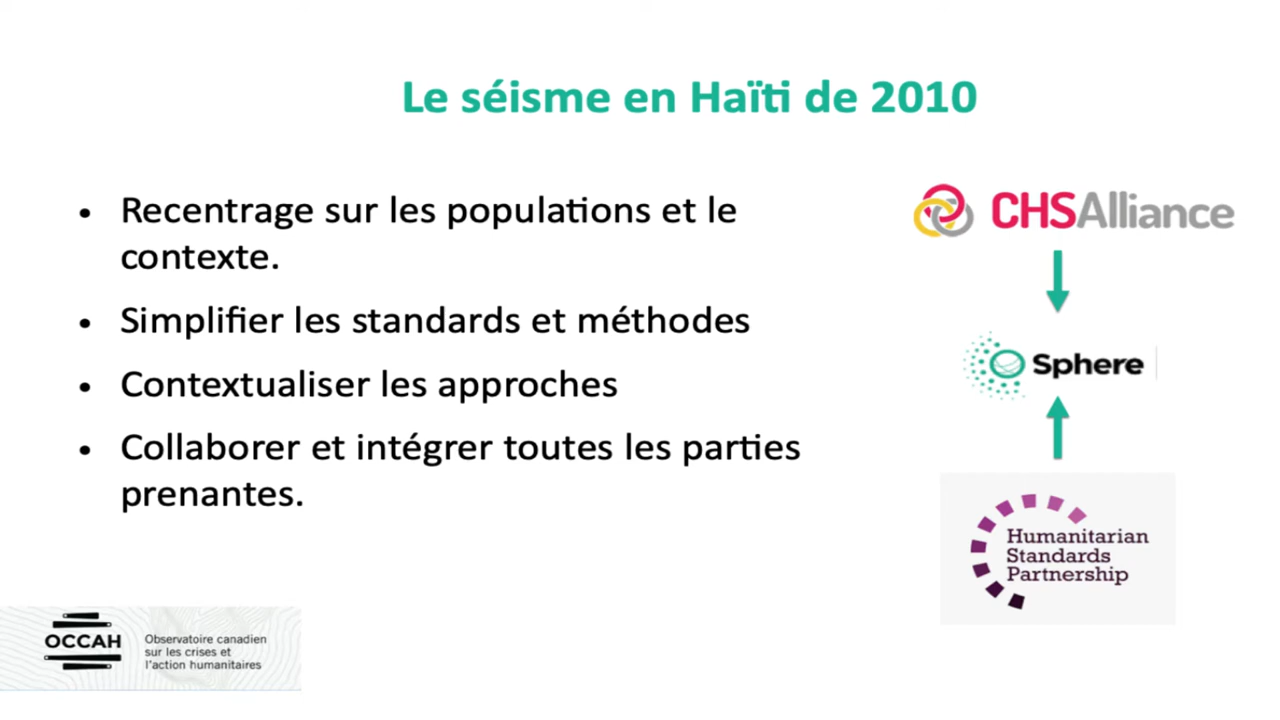 Le séisme en Haïti de 2010
• Recentrage sur les populations et le
contexte.
• Simplifier les standards et méthodes
• Contextualiser les approches
• Collaborer et intégrer toutes les parties
prenantes.
CHSAlliance
Sphere
Humanitarian
Standards
Partnership
OCCAH
Observatoire canadien
sur les crises et
l'action humanitaires